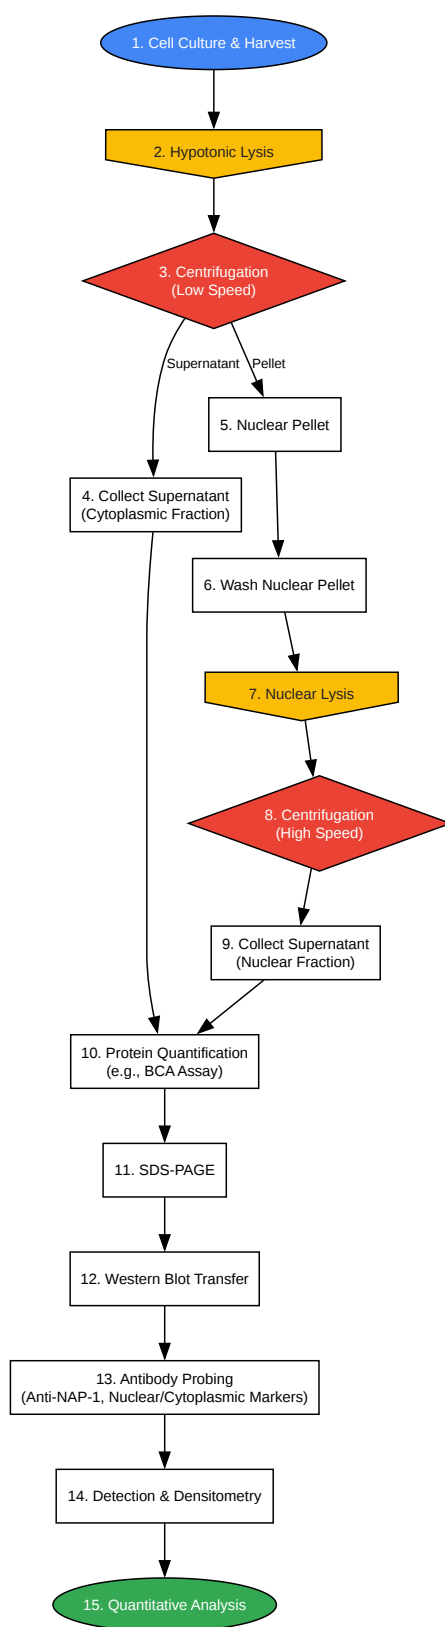 1. Cell Culture & Harvest
2. Hypotonic Lysis
3. Centrifugation
(Low Speed)
Supernatant
Pellet
5. Nuclear Pellet
4. Collect Supernatant
(Cytoplasmic Fraction)
6. Wash Nuclear Pellet
7. Nuclear Lysis
8. Centrifugation
(High Speed)
9. Collect Supernatant
(Nuclear Fraction)
10. Protein Quantification
(e.g., BCA Assay)
11. SDS-PAGE
12. Western Blot Transfer
13. Antibody Probing
(Anti-NAP-1, Nuclear/Cytoplasmic Markers)
14. Detection & Densitometry
15. Quantitative Analysis